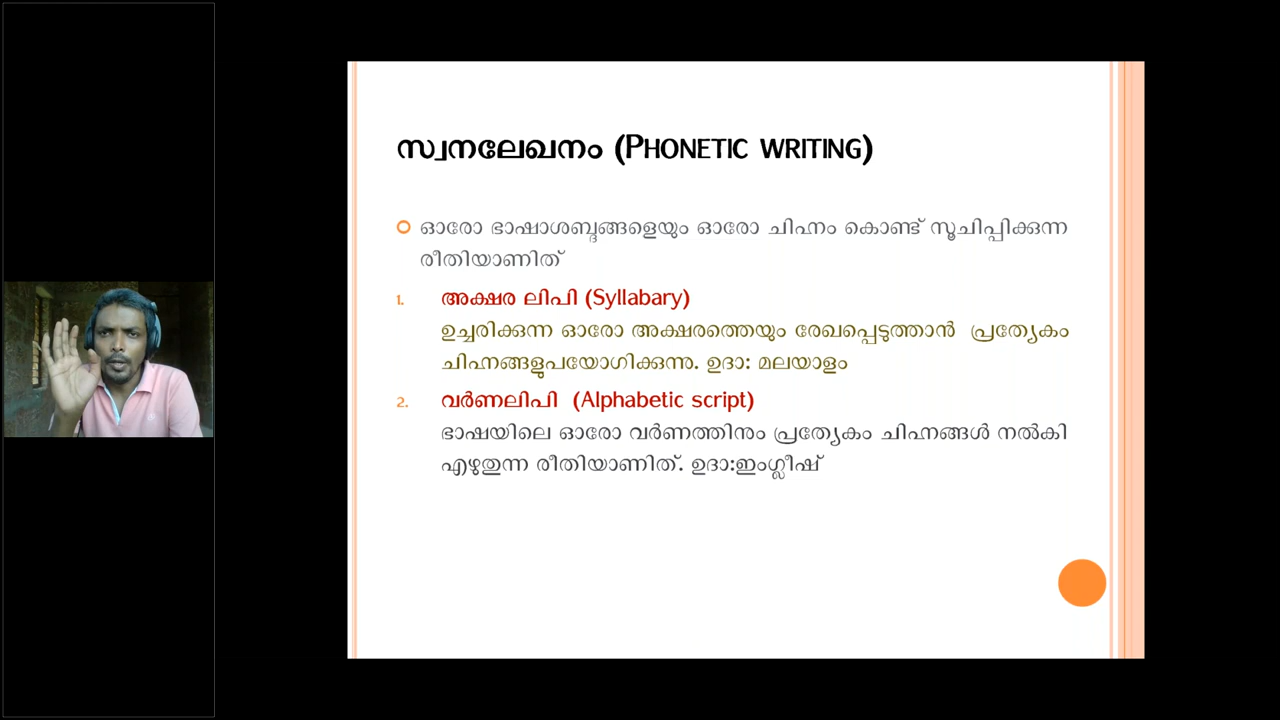 സ്വനലേഖനം (PHONETIC WRITING)
ഓരോ ഭാഷാശബ്ദങ്ങളെയും ഓരോ ചിഹ്നം കൊണ്ട് സൂചിപ്പിക്കുന്ന
രീതിയാണിത്
1. അക്ഷര ലിപി (Syllabary)
ഉച്ചരിക്കുന്ന ഓരോ അക്ഷരത്തെയും രേഖപ്പെടുത്താൻ പ്രത്യേകം
ചിഹ്നങ്ങളുപയോഗിക്കുന്നു. ഉദാ: മലയാളം
2. വർണലിപി (Alphabetic script)
ഭാഷയിലെ ഓരോ വർണത്തിനും പ്രത്യേകം ചിഹ്നങ്ങൾ നൽകി
എഴുതുന്ന രീതിയാണിത്. ഉദാ:ഇംഗ്ലീഷ്